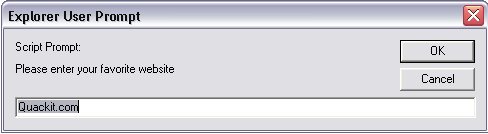 Explorer User Prompt
Script Prompt:
OK
Please enter your favorite website
Cancel
Quackit.com